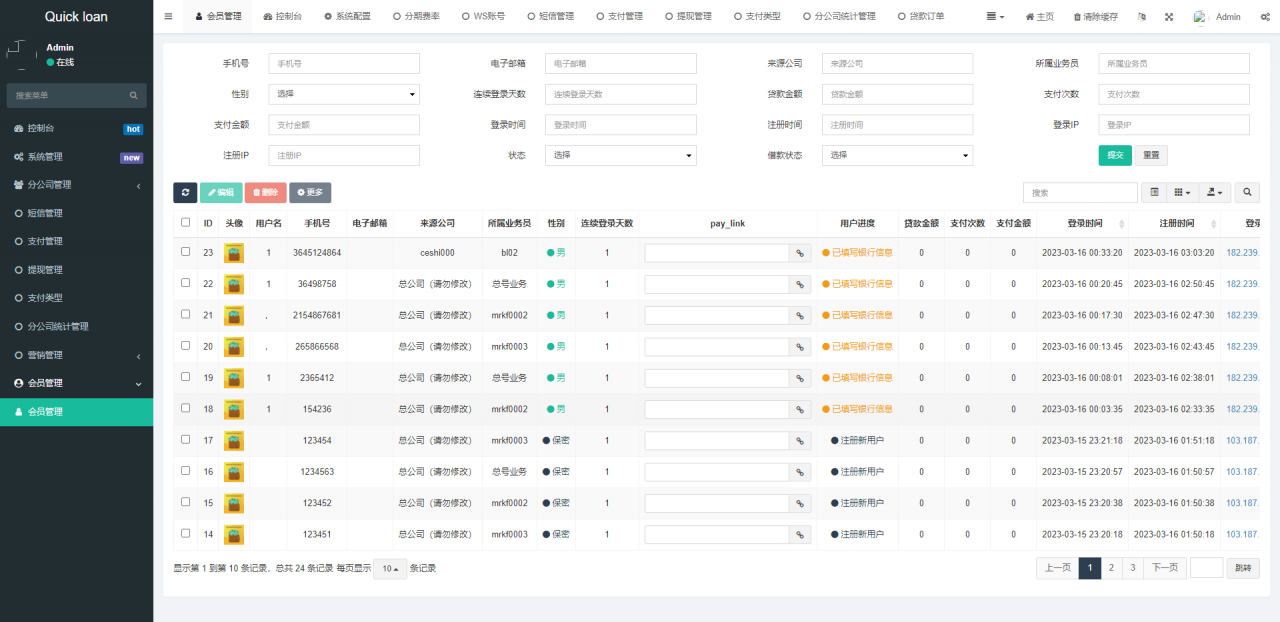 Quick loan
Admin
在线
搜索菜单
控制台 hot
系统管理 new
分公司管理
短信管理
支付管理
提现管理
支付类型
分公司统计管理
营销管理
会员管理
会员管理
会员管理 控制台 系统配置 分期费率 WS账号 短信管理 支付管理 提现管理 支付类型 分公司统计管理 贷款订单 主页 清除缓存 Admin
手机号 手机号 电子邮箱 电子邮箱 来源公司 来源公司 所属业务员 所属业务员
性别 选择 连续登录天数 连续登录天数 贷款金额 贷款金额 支付次数 支付次数
支付金额 支付金额 登录时间 登录时间 注册时间 注册时间 登录IP 登录IP
注册IP 注册IP 状态 选择 借款状态 选择 提交 重置
编辑 删除 更多 搜索
ID 头像 用户名 手机号 电子邮箱 来源公司 所属业务员 性别 连续登录天数 pay_link 用户进度 贷款金额 支付次数 支付金额 登录时间 注册时间 登录
23 1 3645124864 ceshi000 bl02 男 1 已填写银行信息 0 0 0 2023-03-16 00:33:20 2023-03-16 03:03:20 182.239.
22 1 36498758 总公司（请勿修改） 总号业务 男 1 已填写银行信息 0 0 0 2023-03-16 00:20:45 2023-03-16 02:50:45 182.239.
21 . 2154867681 总公司（请勿修改） mrkf0002 男 1 已填写银行信息 0 0 0 2023-03-16 00:17:30 2023-03-16 02:47:30 182.239.
20 . 265866568 总公司（请勿修改） mrkf0003 男 1 已填写银行信息 0 0 0 2023-03-16 00:13:45 2023-03-16 02:43:45 182.239.
19 1 2365412 总公司（请勿修改） 总号业务 男 1 已填写银行信息 0 0 0 2023-03-16 00:08:01 2023-03-16 02:38:01 182.239.
18 1 154236 总公司（请勿修改） mrkf0002 男 1 已填写银行信息 0 0 0 2023-03-16 00:03:35 2023-03-16 02:33:35 182.239.
17 123454 总公司（请勿修改） mrkf0003 保密 1 注册新用户 0 0 0 2023-03-15 23:21:18 2023-03-16 01:51:18 103.187.
16 1234563 总公司（请勿修改） 总号业务 保密 1 注册新用户 0 0 0 2023-03-15 23:20:57 2023-03-16 01:50:57 103.187.
15 123452 总公司（请勿修改） mrkf0002 保密 1 注册新用户 0 0 0 2023-03-15 23:20:38 2023-03-16 01:50:38 103.187.
14 123451 总公司（请勿修改） mrkf0003 保密 1 注册新用户 0 0 0 2023-03-15 23:20:18 2023-03-16 01:50:18 103.187.
显示第 1 到第 10 条记录，总共 24 条记录 每页显示 10 条记录 上一页 1 2 3 下一页 跳转